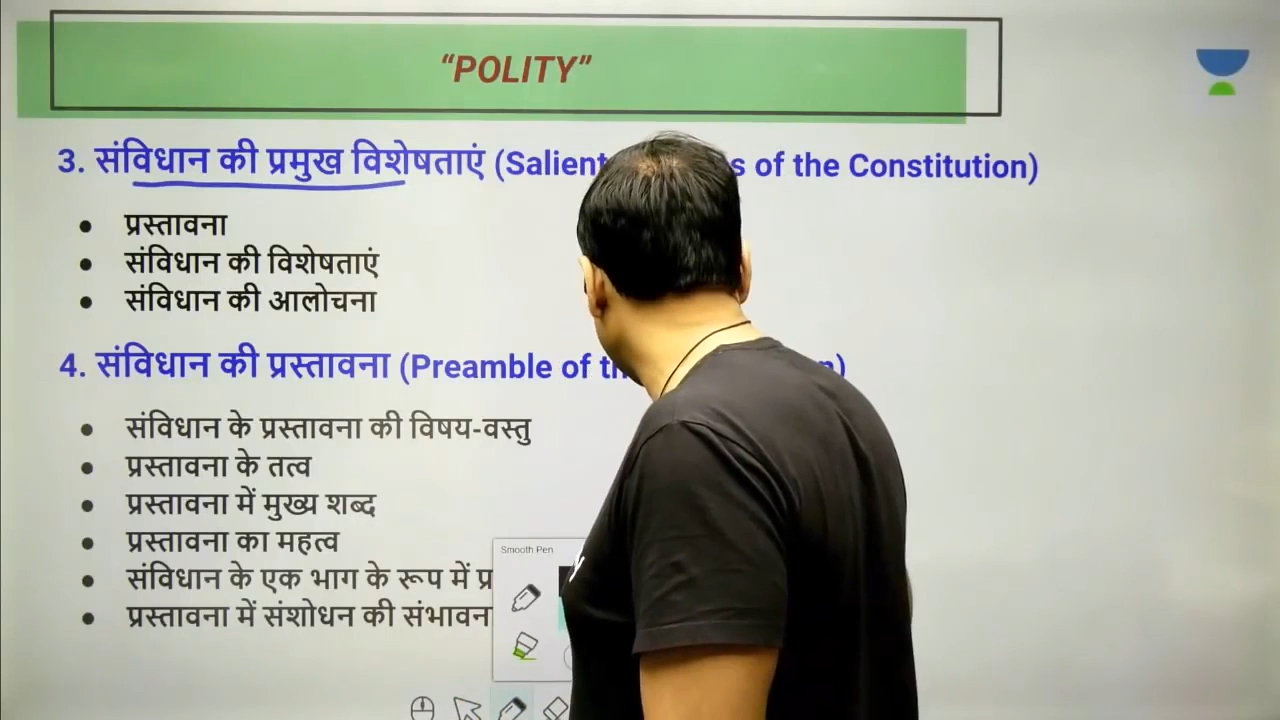 “POLITY”
3. संविधान की प्रमुख विशेषताएं (Salient s of the Constitution)
● प्रस्तावना
● संविधान की विशेषताएं
● संविधान की आलोचना
4. संविधान की प्रस्तावना (Preamble of
● संविधान के प्रस्तावना की विषय-वस्तु
● प्रस्तावना के तत्व
● प्रस्तावना में मुख्य शब्द
● प्रस्तावना का महत्व
Smooth Pen
● संविधान के एक भाग के रूप में
● प्रस्तावना में संशोधन की